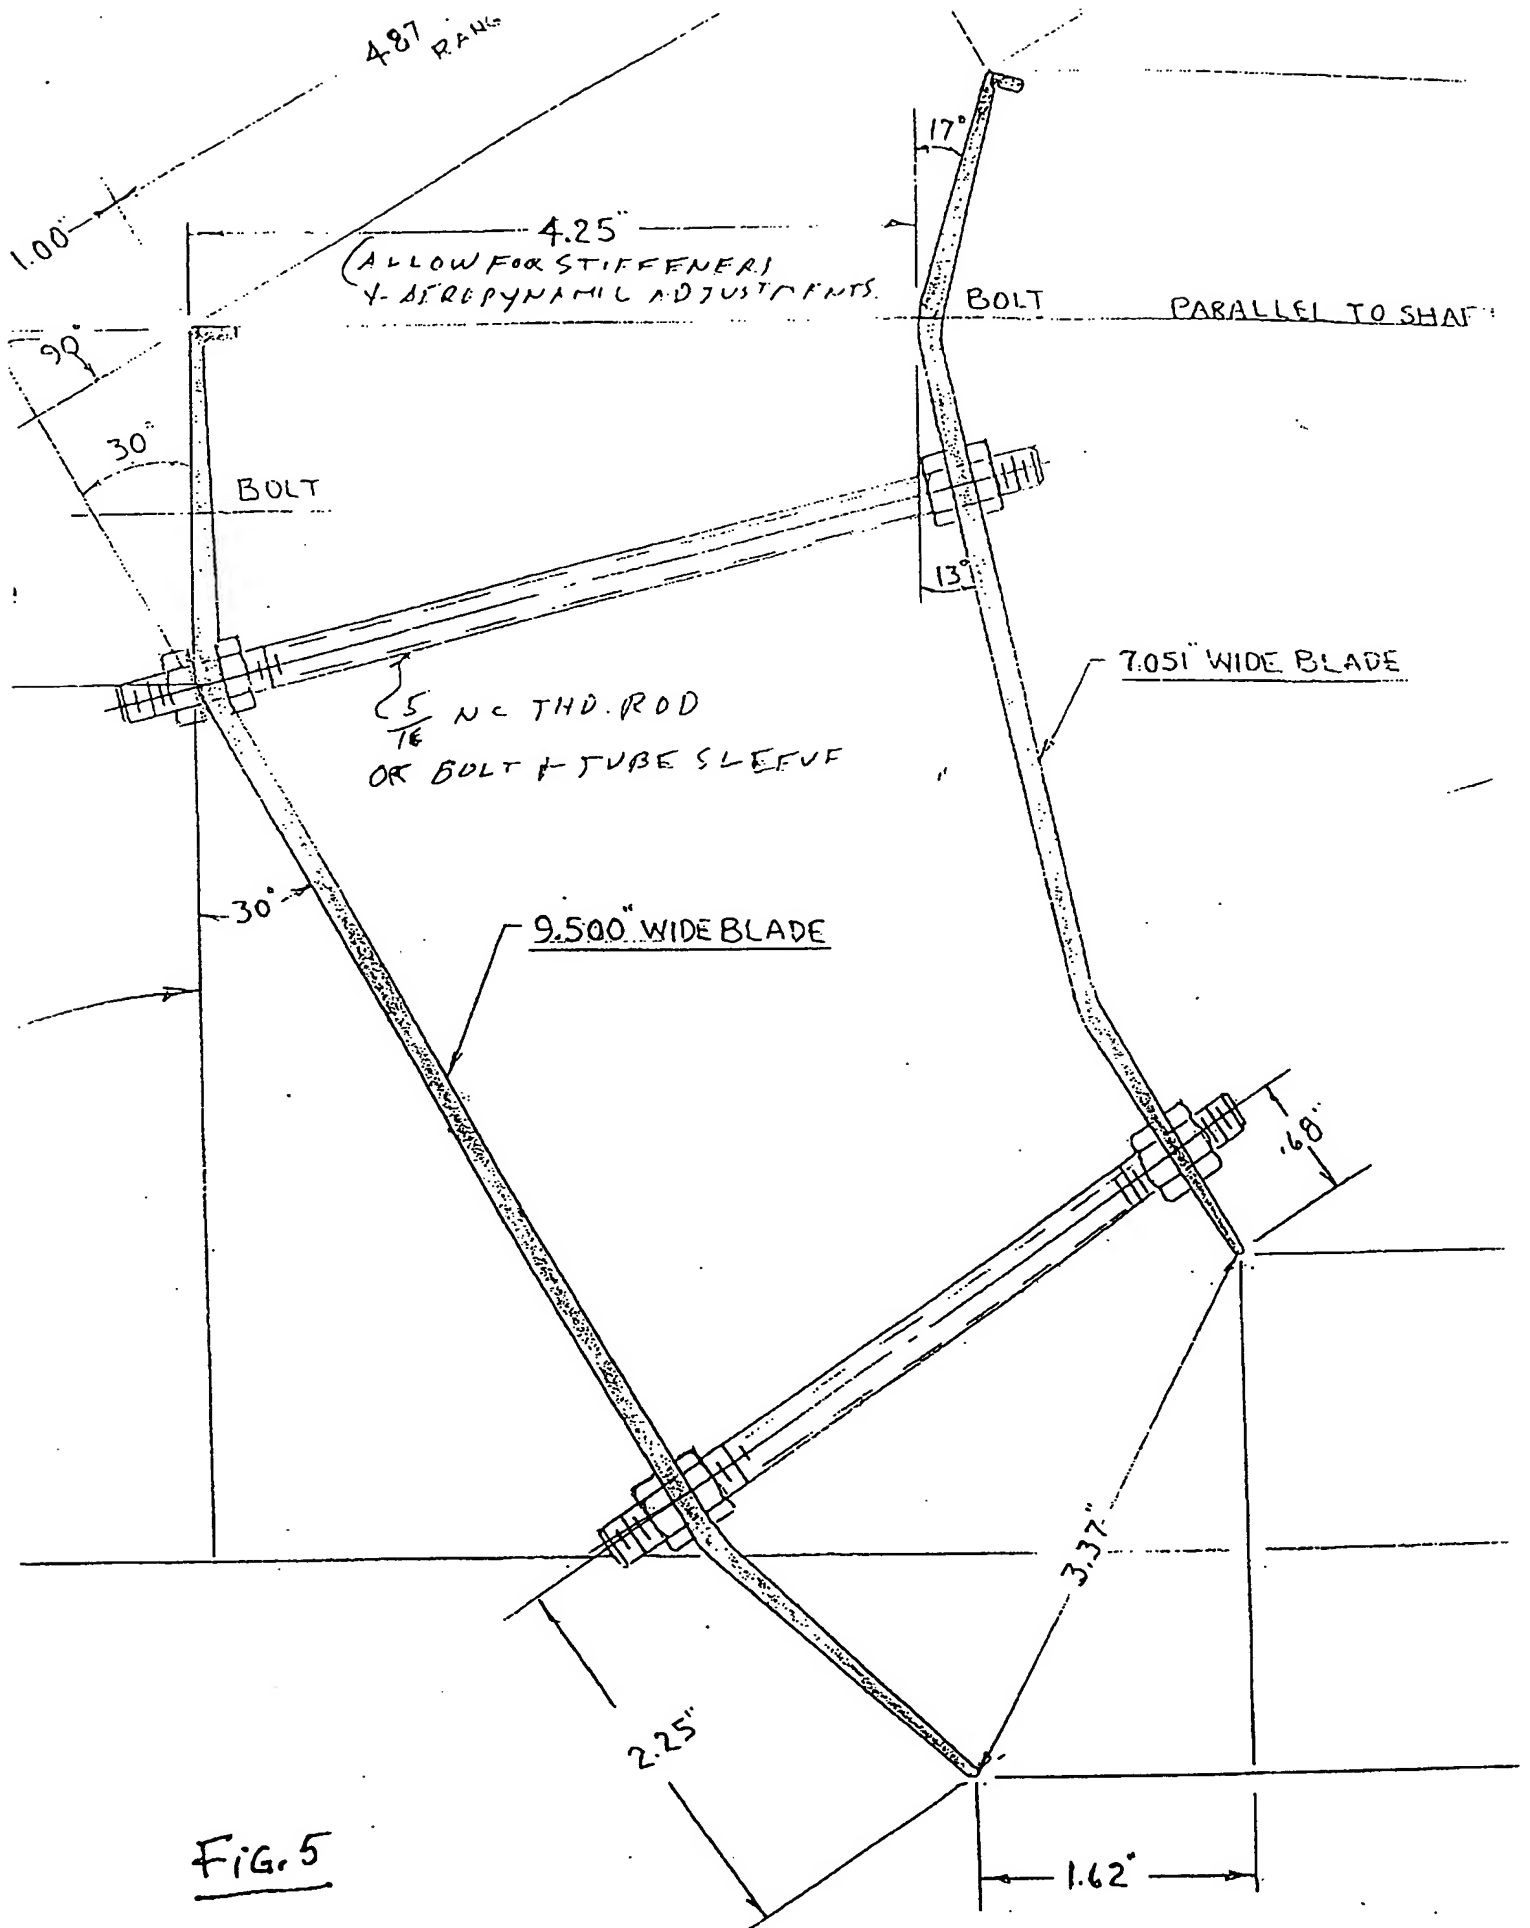 4.87
1.00"
17°
4.25"
(ALLOW FOR STIFFENERS
+ AERODYNAMIC ADJUSTMENTS.
BOLT
PARALLEL TO SHAF
90°
30°
BOLT
13°
7.051" WIDE BLADE
5/16 NC THD. ROD
OR BOLT + TUBE SLEEVE
30°
9.500" WIDE BLADE
.68"
3.37"
2.25"
1.62"
FiG. 5